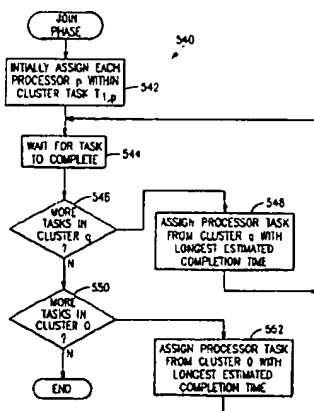 JOIN
PHASE
540
INTIALLY ASSIGN EACH
PROCESSOR p WITHIN
CLUSTER TASK T1,p
542
WAIT FOR TASK
TO COMPLETE
544
546
MORE
TASKS IN
CLUSTER q
?
N
548
ASSIGN PROCESSOR TASK
FROM CLUSTER q WITH
LONGEST ESTIMATED
COMPLETION TIME
550
MORE
TASKS IN
CLUSTER 0
?
N
552
ASSIGN PROCESSOR TASK
FROM CLUSTER 0 WITH
LONGEST ESTIMATED
COMPLETION TIME
END